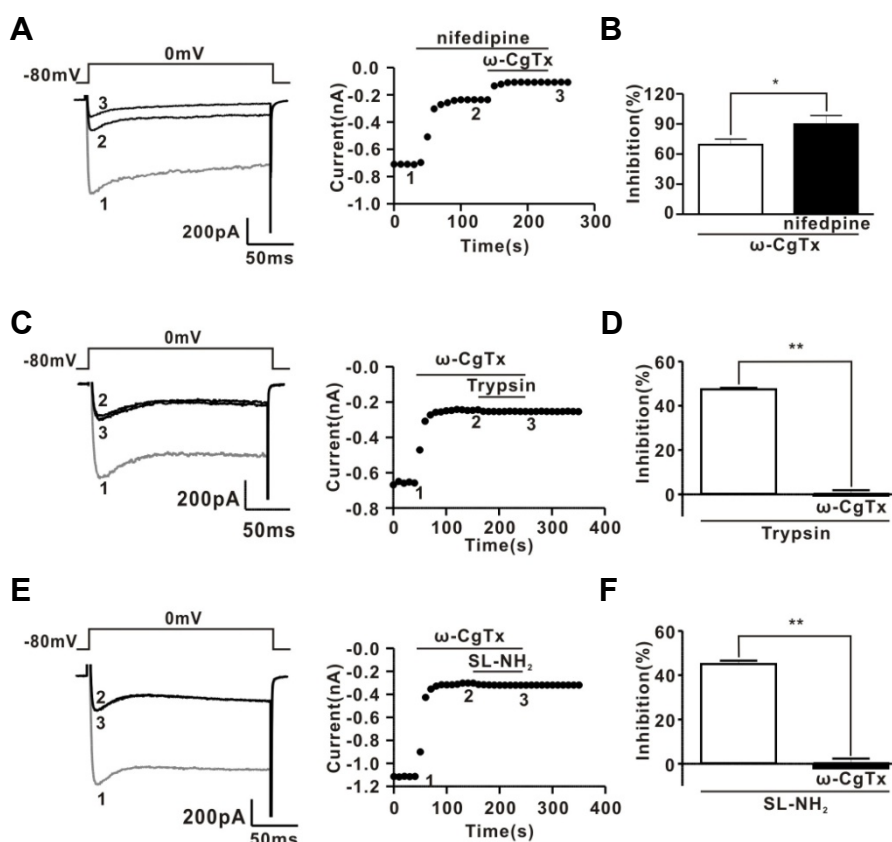 A
0mV
-80mV
3
2
1
200pA
50ms
nifedipine
ω-CgTx
0.0
-0.2
-0.4
-0.6
-0.8
-1.0
Current(nA)
1
2
3
0
100
200
300
Time(s)
B
*
120
90
60
30
0
Inhibition(%)
nifedpine
ω-CgTx
C
0mV
-80mV
2
3
1
200pA
50ms
ω-CgTx
Trypsin
-0.0
-0.2
-0.4
-0.6
-0.8
Current(nA)
1
2
3
0
100
200
300
400
Time(s)
D
**
60
40
20
0
Inhibition(%)
ω-CgTx
Trypsin
E
0mV
-80mV
2
3
1
200pA
50ms
ω-CgTx
SL-NH₂
-0.0
-0.2
-0.4
-0.6
-0.8
-1.0
-1.2
Current(nA)
1
2
3
0
100
200
300
400
Time(s)
F
**
60
40
20
0
Inhibition(%)
ω-CgTx
SL-NH₂